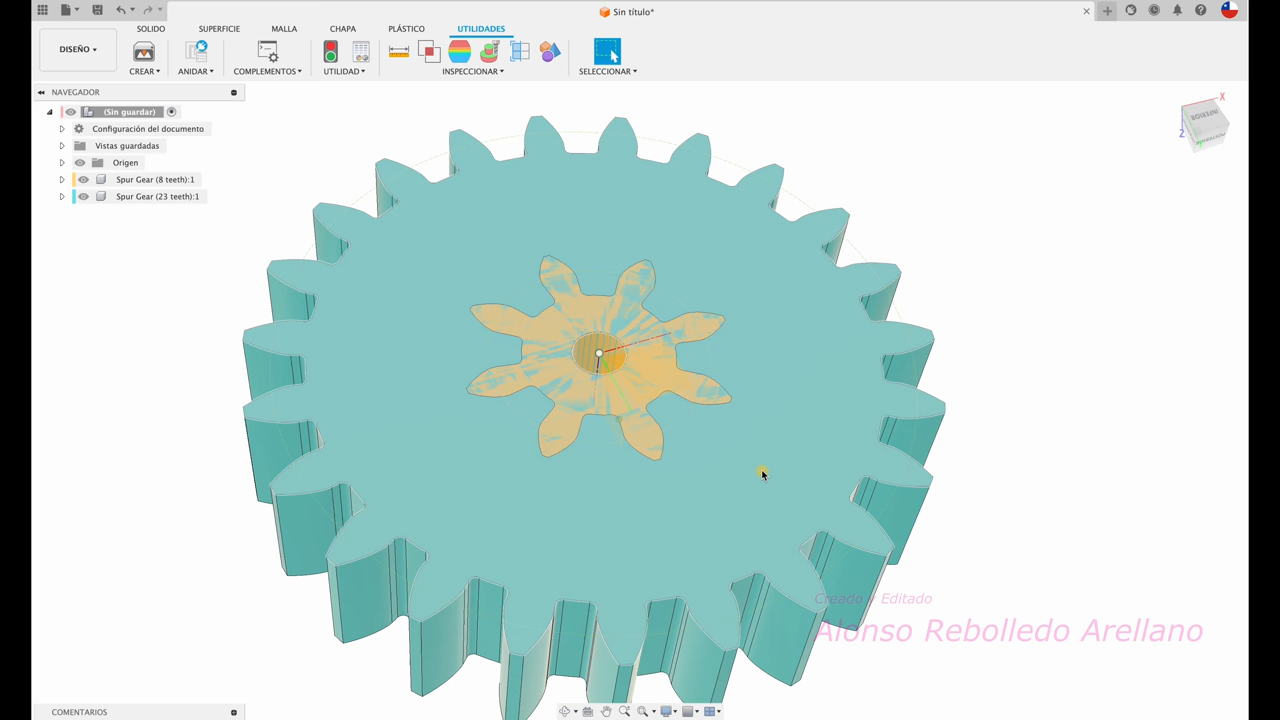 Sin título*
SÓLIDO SUPERFICIE MALLA CHAPA PLÁSTICO UTILIDADES
DISEÑO
CREAR ANIDAR COMPLEMENTOS UTILIDAD INSPECCIONAR SELECCIONAR
NAVEGADOR
(Sin guardar)
Configuración del documento
Vistas guardadas
Origen
Spur Gear (8 teeth):1
Spur Gear (23 teeth):1
X
Z
INFERIOR
Creado y Editado
Alonso Rebolledo Arellano
COMENTARIOS